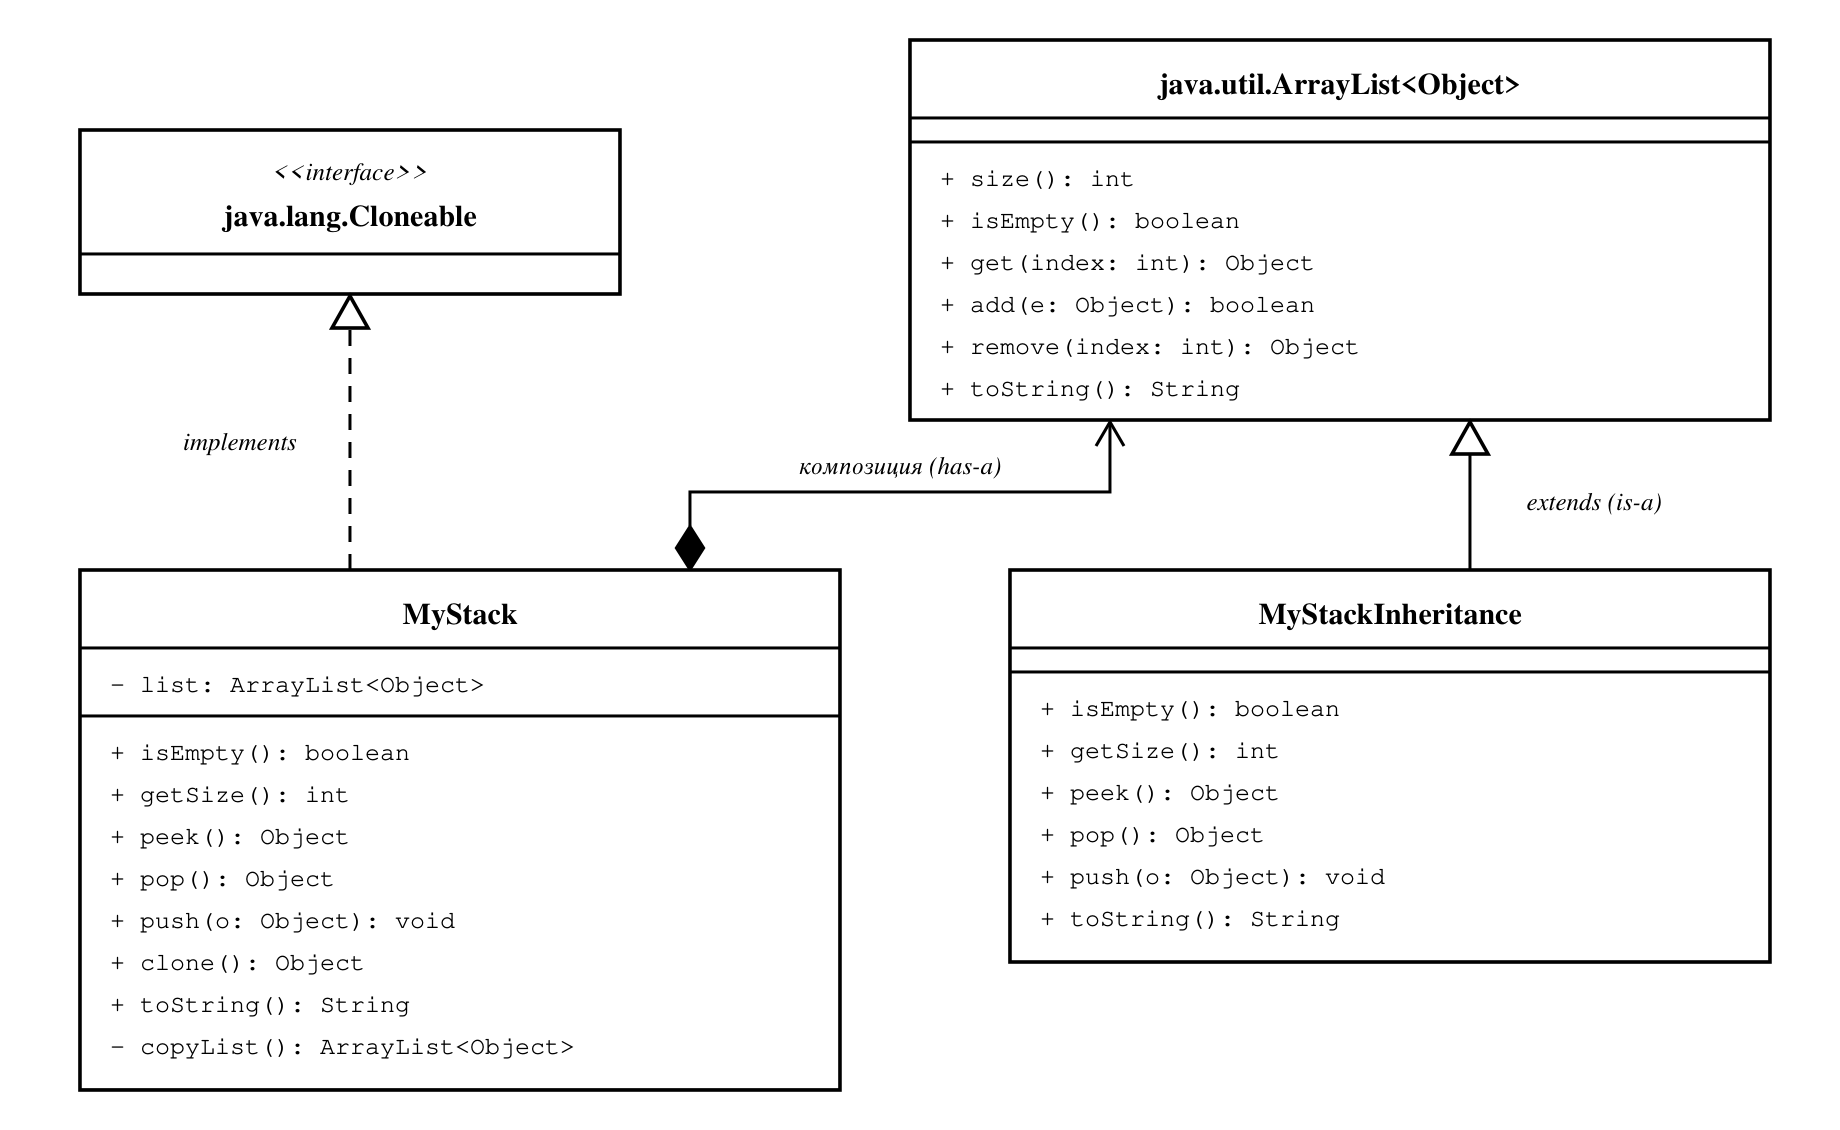 <<interface>>
java.lang.Cloneable
java.util.ArrayList<Object>
+ size(): int
+ isEmpty(): boolean
+ get(index: int): Object
+ add(e: Object): boolean
+ remove(index: int): Object
+ toString(): String
implements
композиция (has-a)
extends (is-a)
MyStack
− list: ArrayList<Object>
+ isEmpty(): boolean
+ getSize(): int
+ peek(): Object
+ pop(): Object
+ push(o: Object): void
+ clone(): Object
+ toString(): String
− copyList(): ArrayList<Object>
MyStackInheritance
+ isEmpty(): boolean
+ getSize(): int
+ peek(): Object
+ pop(): Object
+ push(o: Object): void
+ toString(): String